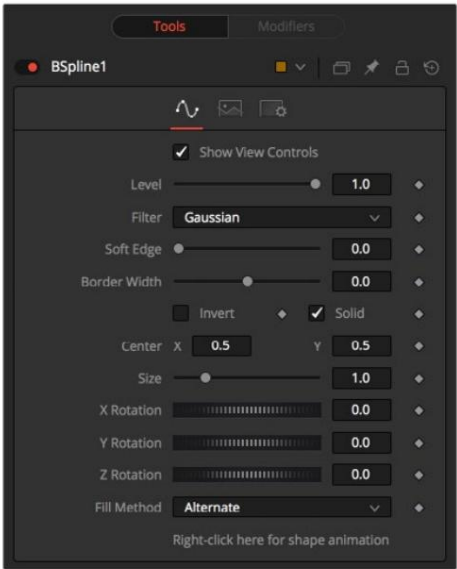 Tools Modifiers
BSpline1
Show View Controls
Level 1.0
Filter Gaussian
Soft Edge 0.0
Border Width 0.0
Invert Solid
Center X 0.5 Y 0.5
Size 1.0
X Rotation 0.0
Y Rotation 0.0
Z Rotation 0.0
Fill Method Alternate
Right-click here for shape animation